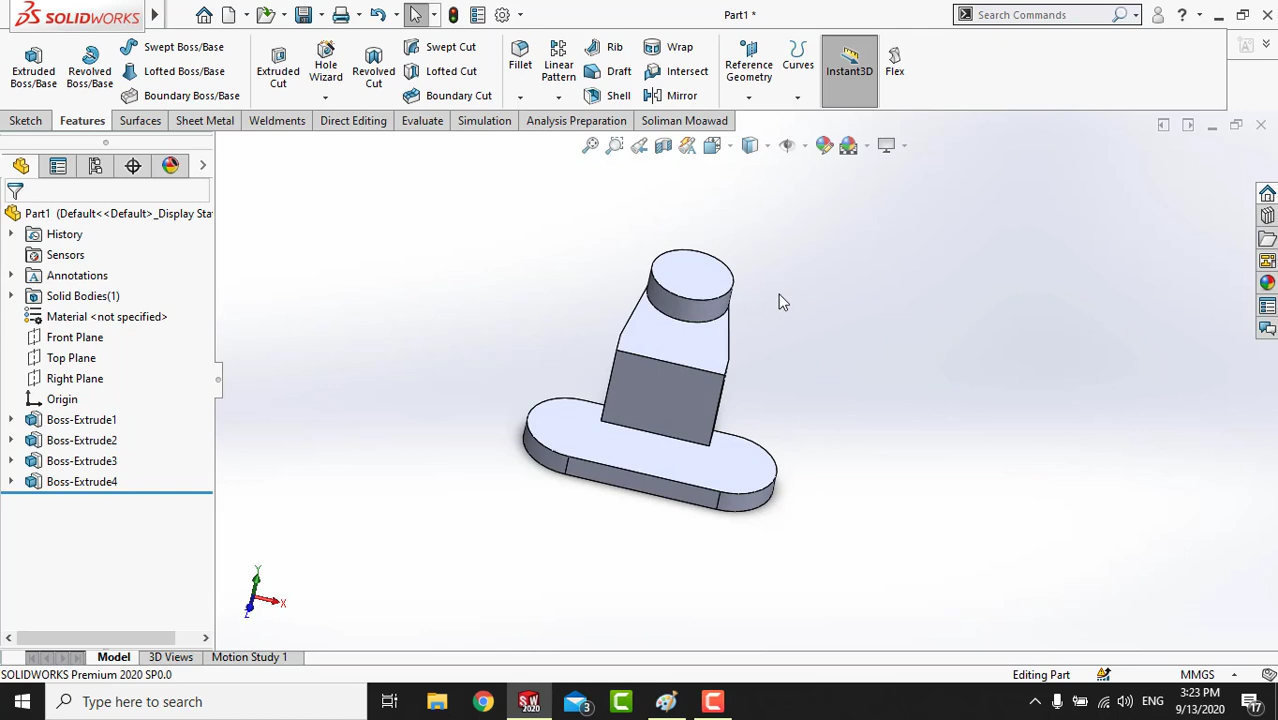 SOLIDWORKS
Part1 *
Search Commands
Extruded Boss/Base
Revolved Boss/Base
Swept Boss/Base
Lofted Boss/Base
Boundary Boss/Base
Extruded Cut
Hole Wizard
Revolved Cut
Swept Cut
Lofted Cut
Boundary Cut
Fillet
Linear Pattern
Rib
Draft
Shell
Wrap
Intersect
Mirror
Reference Geometry
Curves
Instant3D
Flex
Sketch
Features
Surfaces
Sheet Metal
Weldments
Direct Editing
Evaluate
Simulation
Analysis Preparation
Soliman Moawad
Part1 (Default<<Default>_Display Sta
History
Sensors
Annotations
Solid Bodies(1)
Material <not specified>
Front Plane
Top Plane
Right Plane
Origin
Boss-Extrude1
Boss-Extrude2
Boss-Extrude3
Boss-Extrude4
Y
X
Z
Model
3D Views
Motion Study 1
SOLIDWORKS Premium 2020 SP0.0
Editing Part
MMGS
Type here to search
SW
2020
3
ENG
3:23 PM
9/13/2020
17